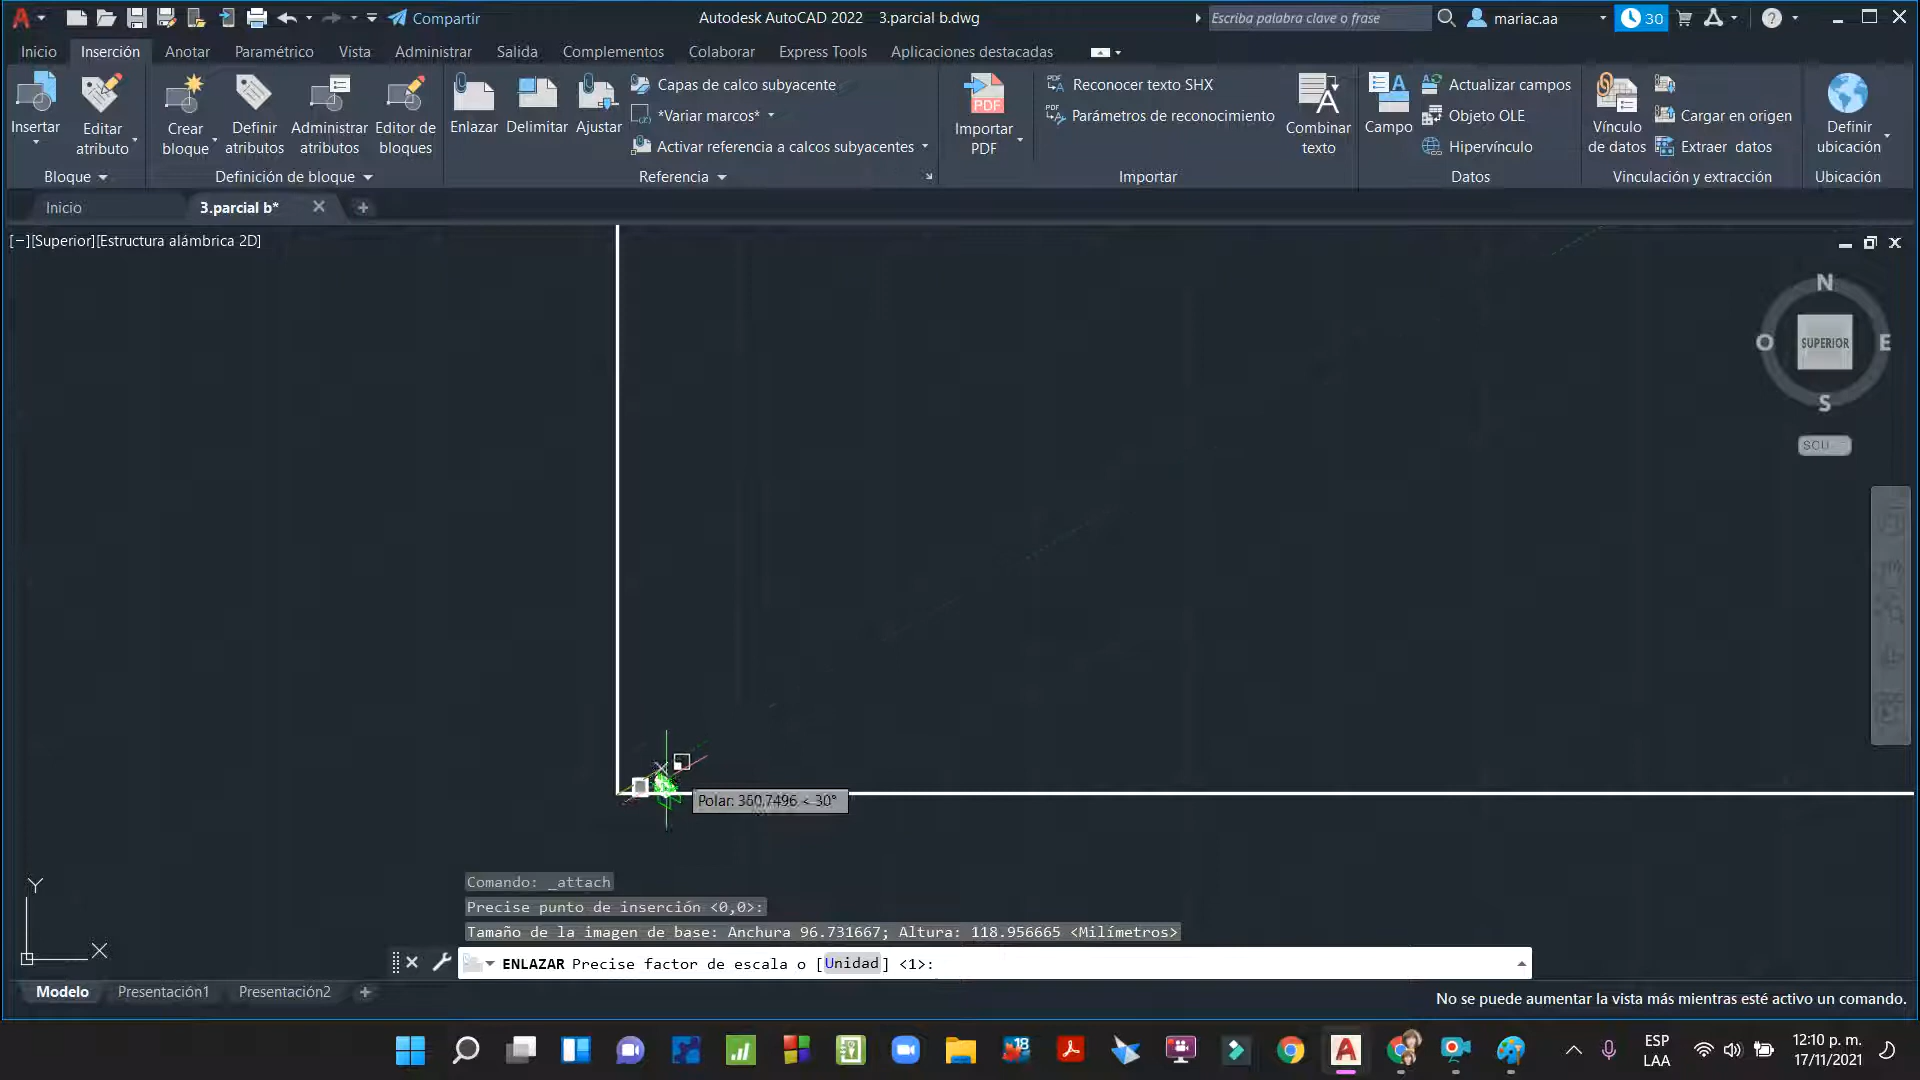 Compartir
Autodesk AutoCAD 2022 3.parcial b.dwg
Escriba palabra clave o frase
mariac.aa
30
Inicio Inserción Anotar Paramétrico Vista Administrar Salida Complementos Colaborar Express Tools Aplicaciones destacadas
Insertar
Editar atributo
Crear bloque
Definir atributos
Administrar atributos
Editor de bloques
Enlazar
Delimitar
Ajustar
Capas de calco subyacente
*Variar marcos*
Activar referencia a calcos subyacentes
PDF
Importar PDF
Reconocer texto SHX
Parámetros de reconocimiento
Combinar texto
Campo
Actualizar campos
Objeto OLE
Hipervínculo
Vínculo de datos
Cargar en origen
Extraer datos
Definir ubicación
Bloque
Definición de bloque
Referencia
Importar
Datos
Vinculación y extracción
Ubicación
Inicio
3.parcial b*
[−][Superior][Estructura alámbrica 2D]
N
O
SUPERIOR
E
S
SCU
Polar: 360.7496 < 30°
Y
X
Comando: _attach
Precise punto de inserción <0,0>:
Tamaño de la imagen de base: Anchura 96.731667; Altura: 118.956665 <Milímetros>
ENLAZAR Precise factor de escala o [Unidad] <1>:
Modelo Presentación1 Presentación2
No se puede aumentar la vista más mientras esté activo un comando.
18
ESP
LAA
12:10 p. m.
17/11/2021